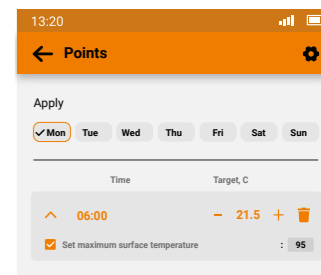 13:20
Points
Apply
Mon Tue Wed Thu Fri Sat Sun
Time Target, C
06:00 − 21.5 +
Set maximum surface temperature : 95